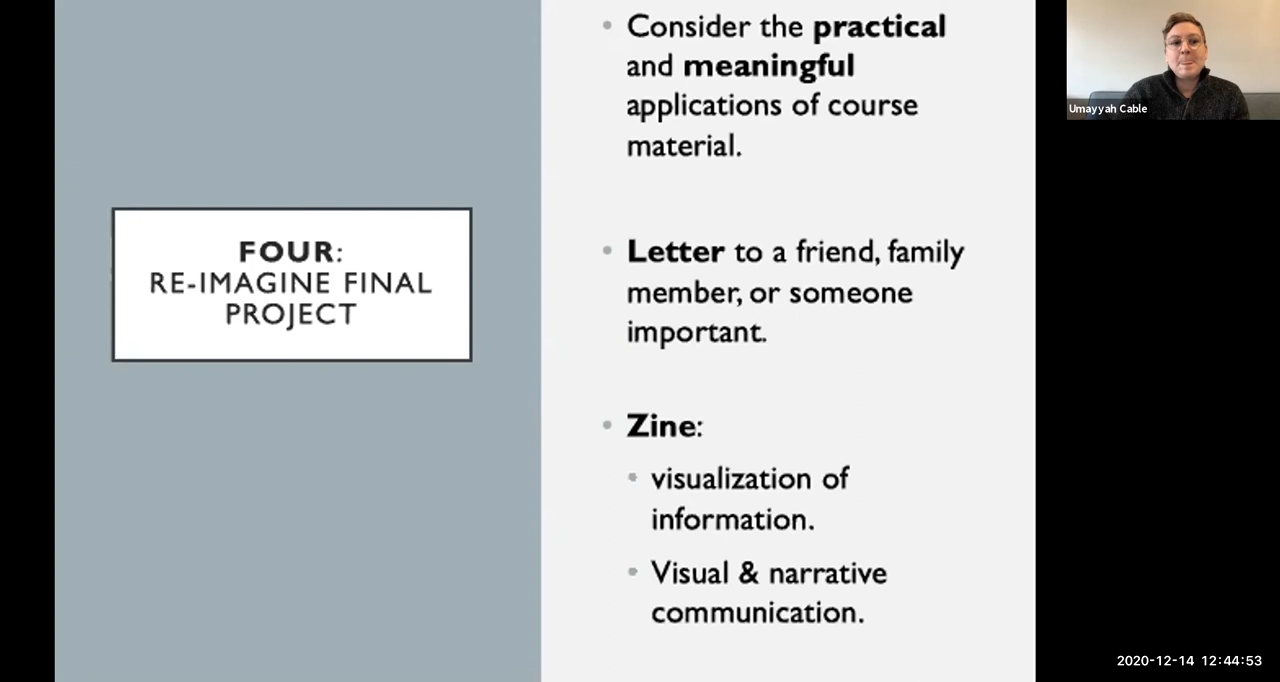 FOUR:
RE-IMAGINE FINAL
PROJECT
• Consider the practical
and meaningful
applications of course
material.
• Letter to a friend, family
member, or someone
important.
• Zine:
• visualization of
information.
• Visual & narrative
communication.
Umayyah Cable
2020-12-14 12:44:53